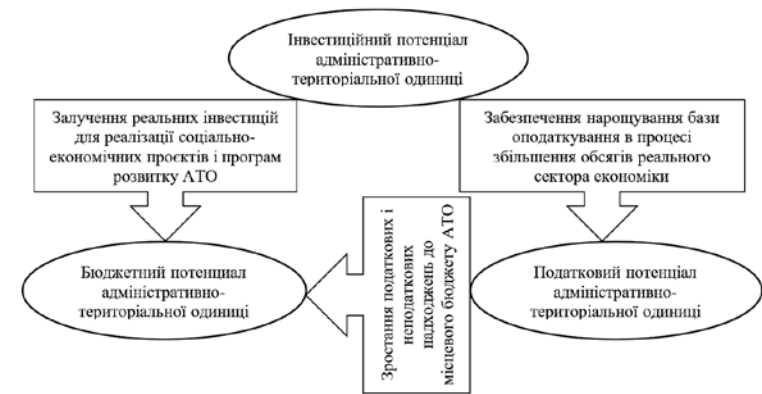 Інвестиційний потенціал
адміністративно-
територіальної одиниці
Залучення реальних інвестицій
для реалізації соціально-
економічних проєктів і програм
розвитку АТО
Забезпечення нарощування бази
оподаткування в процесі
збільшення обсягів реального
сектора економіки
Зростання податкових і
неподаткових
надходжень до
місцевого бюджету АТО
Бюджетний потенциал
адміністративно-
територіальної одиниці
Податковий потенціал
адміністративно-
територіальної одиниці